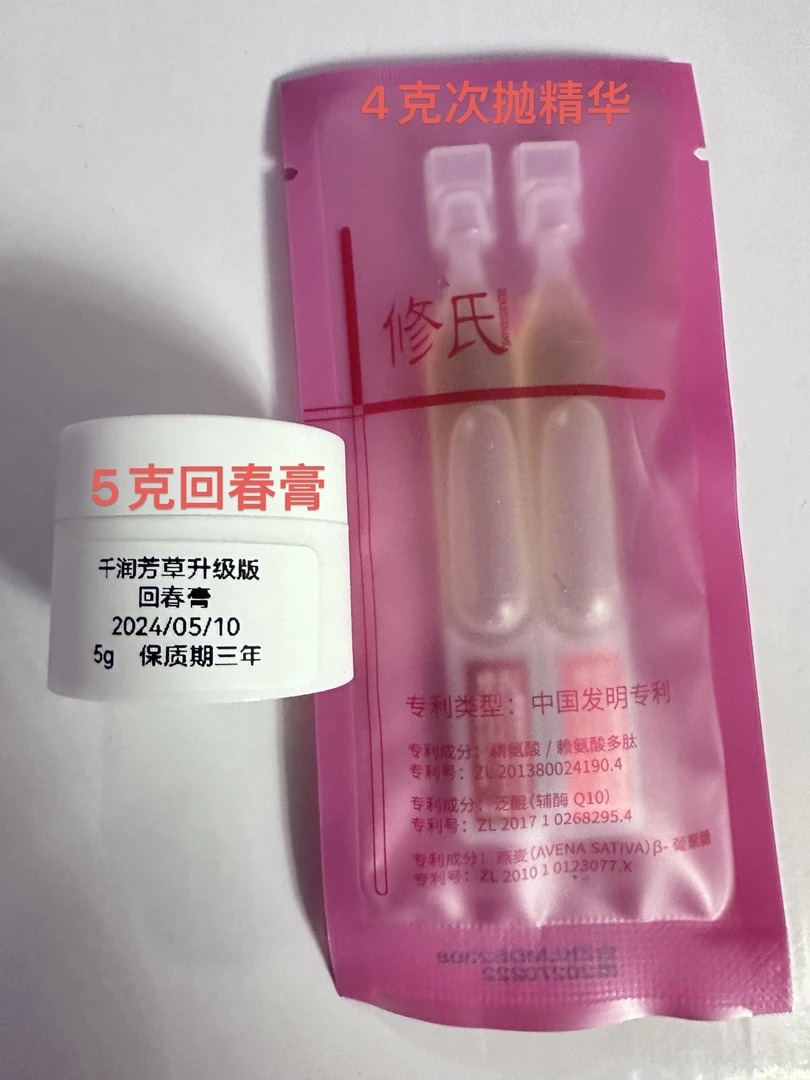 4克次抛精华
修氏
5克回春膏
千润芳草升级版
回春膏
2024/05/10
5g 保质期三年
专利类型：中国发明专利
专利成分：精氨酸/赖氨酸多肽
专利号：ZL 201380024190.4
专利成分：泛醌(辅酶 Q10)
专利号：ZL 2017 1 0268295.4
专利成分：燕麦(AVENA SATIVA)β-葡聚糖
专利号：ZL 2010 1 0123077.X